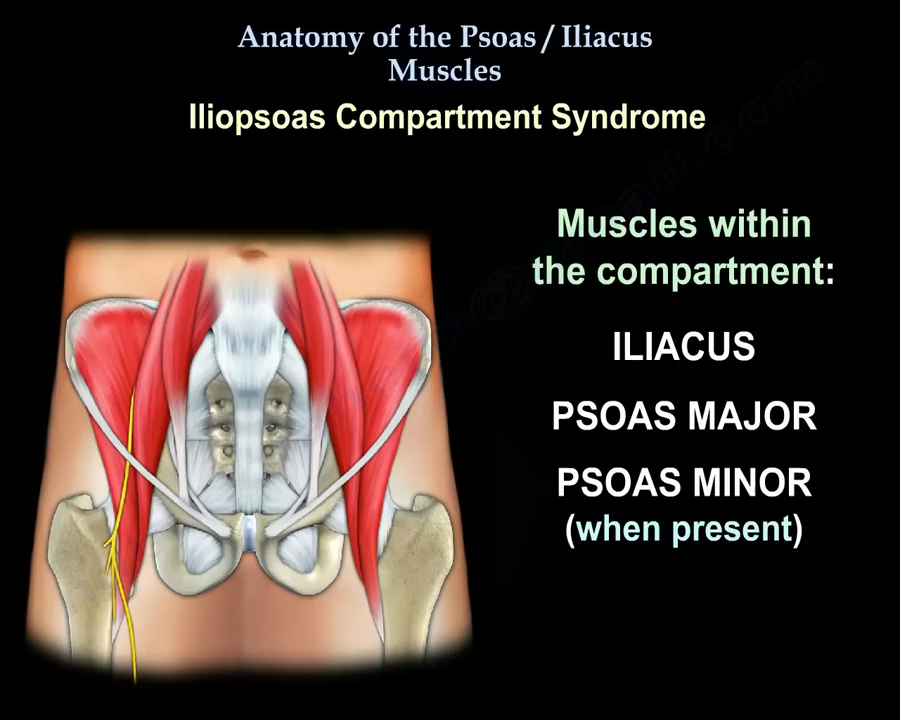 Anatomy of the Psoas / Iliacus
Muscles
Iliopsoas Compartment Syndrome
Muscles within
the compartment:
ILIACUS
PSOAS MAJOR
PSOAS MINOR
(when present)